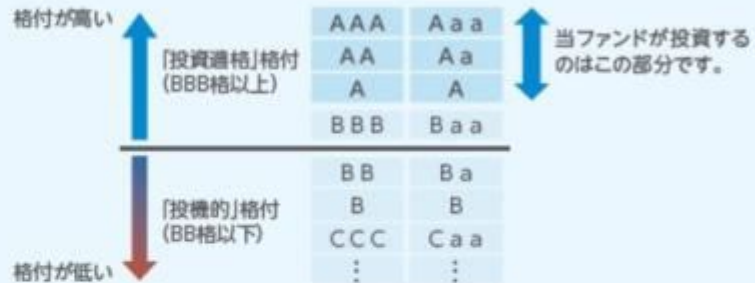 格付が高い
AAA Aaa
「投資適格」格付
(BBB格以上)
AA Aa
A A
BBB Baa
当ファンドが投資する
のはこの部分です。
BB Ba
「投機的」格付
(BB格以下)
B B
CCC Caa
⋮ ⋮
格付が低い